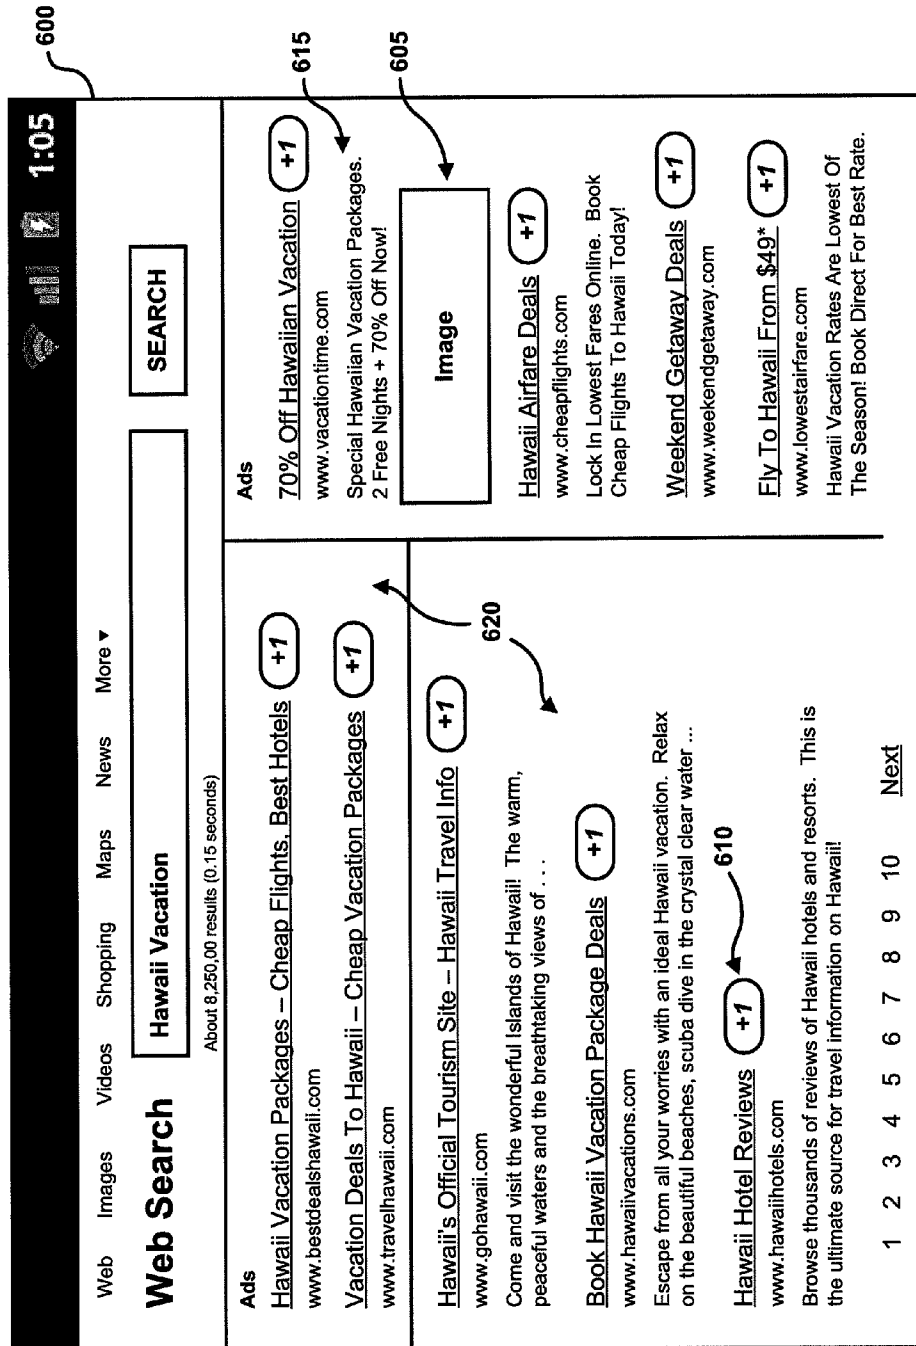 600
1:05
Web Images Videos Shopping Maps News More ▾
Web Search
Hawaii Vacation
SEARCH
About 8,250,00 results (0.15 seconds)
Ads
Hawaii Vacation Packages – Cheap Flights, Best Hotels +1
www.bestdealshawaii.com
Vacation Deals To Hawaii – Cheap Vacation Packages +1
www.travelhawaii.com
620
Hawaii's Official Tourism Site – Hawaii Travel Info +1
www.gohawaii.com
Come and visit the wonderful Islands of Hawaii! The warm,
peaceful waters and the breathtaking views of . . .
Book Hawaii Vacation Package Deals +1
www.hawaiivacations.com
Escape from all your worries with an ideal Hawaii vacation. Relax
on the beautiful beaches, scuba dive in the crystal clear water ...
610
Hawaii Hotel Reviews +1
www.hawaiihotels.com
Browse thousands of reviews of Hawaii hotels and resorts. This is
the ultimate source for travel information on Hawaii!
1 2 3 4 5 6 7 8 9 10 Next
Ads
70% Off Hawaiian Vacation +1
www.vacationtime.com
615
Special Hawaiian Vacation Packages.
2 Free Nights + 70% Off Now!
605
Image
Hawaii Airfare Deals +1
www.cheapflights.com
Lock In Lowest Fares Online. Book
Cheap Flights To Hawaii Today!
Weekend Getaway Deals +1
www.weekendgetaway.com
Fly To Hawaii From $49* +1
www.lowestairfare.com
Hawaii Vacation Rates Are Lowest Of
The Season! Book Direct For Best Rate.